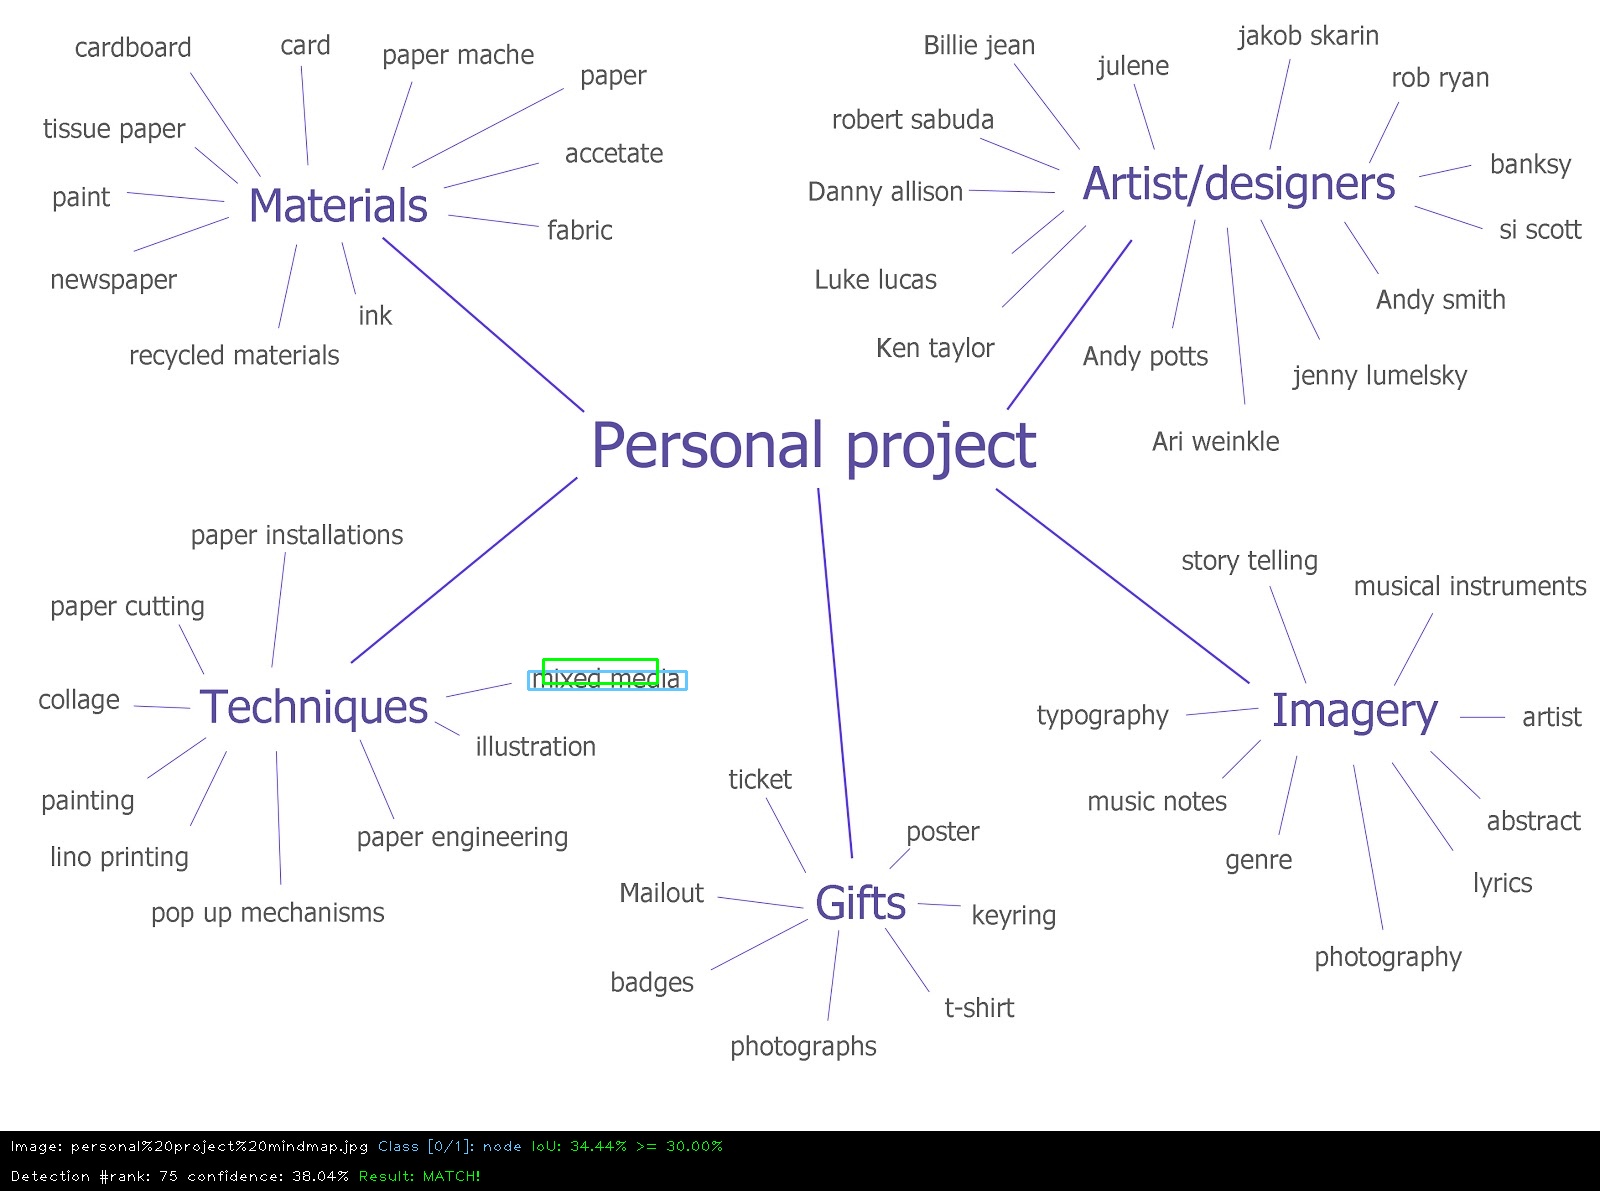 cardboard
card
paper mache
paper
tissue paper
accetate
paint
Materials
fabric
newspaper
ink
recycled materials
Billie jean
julene
jakob skarin
rob ryan
robert sabuda
banksy
Danny allison
Artist/designers
si scott
Luke lucas
Andy smith
Ken taylor
Andy potts
jenny lumelsky
Ari weinkle
Personal project
paper installations
paper cutting
mixed media
collage
Techniques
illustration
painting
lino printing
paper engineering
pop up mechanisms
ticket
poster
Mailout
Gifts
keyring
badges
t-shirt
photographs
story telling
musical instruments
typography
Imagery
artist
music notes
abstract
genre
lyrics
photography
Image: personal%20project%20mindmap.jpg Class [0/1]: node IoU: 34.44% >= 30.00%
Detection #rank: 75 confidence: 38.04% Result: MATCH!